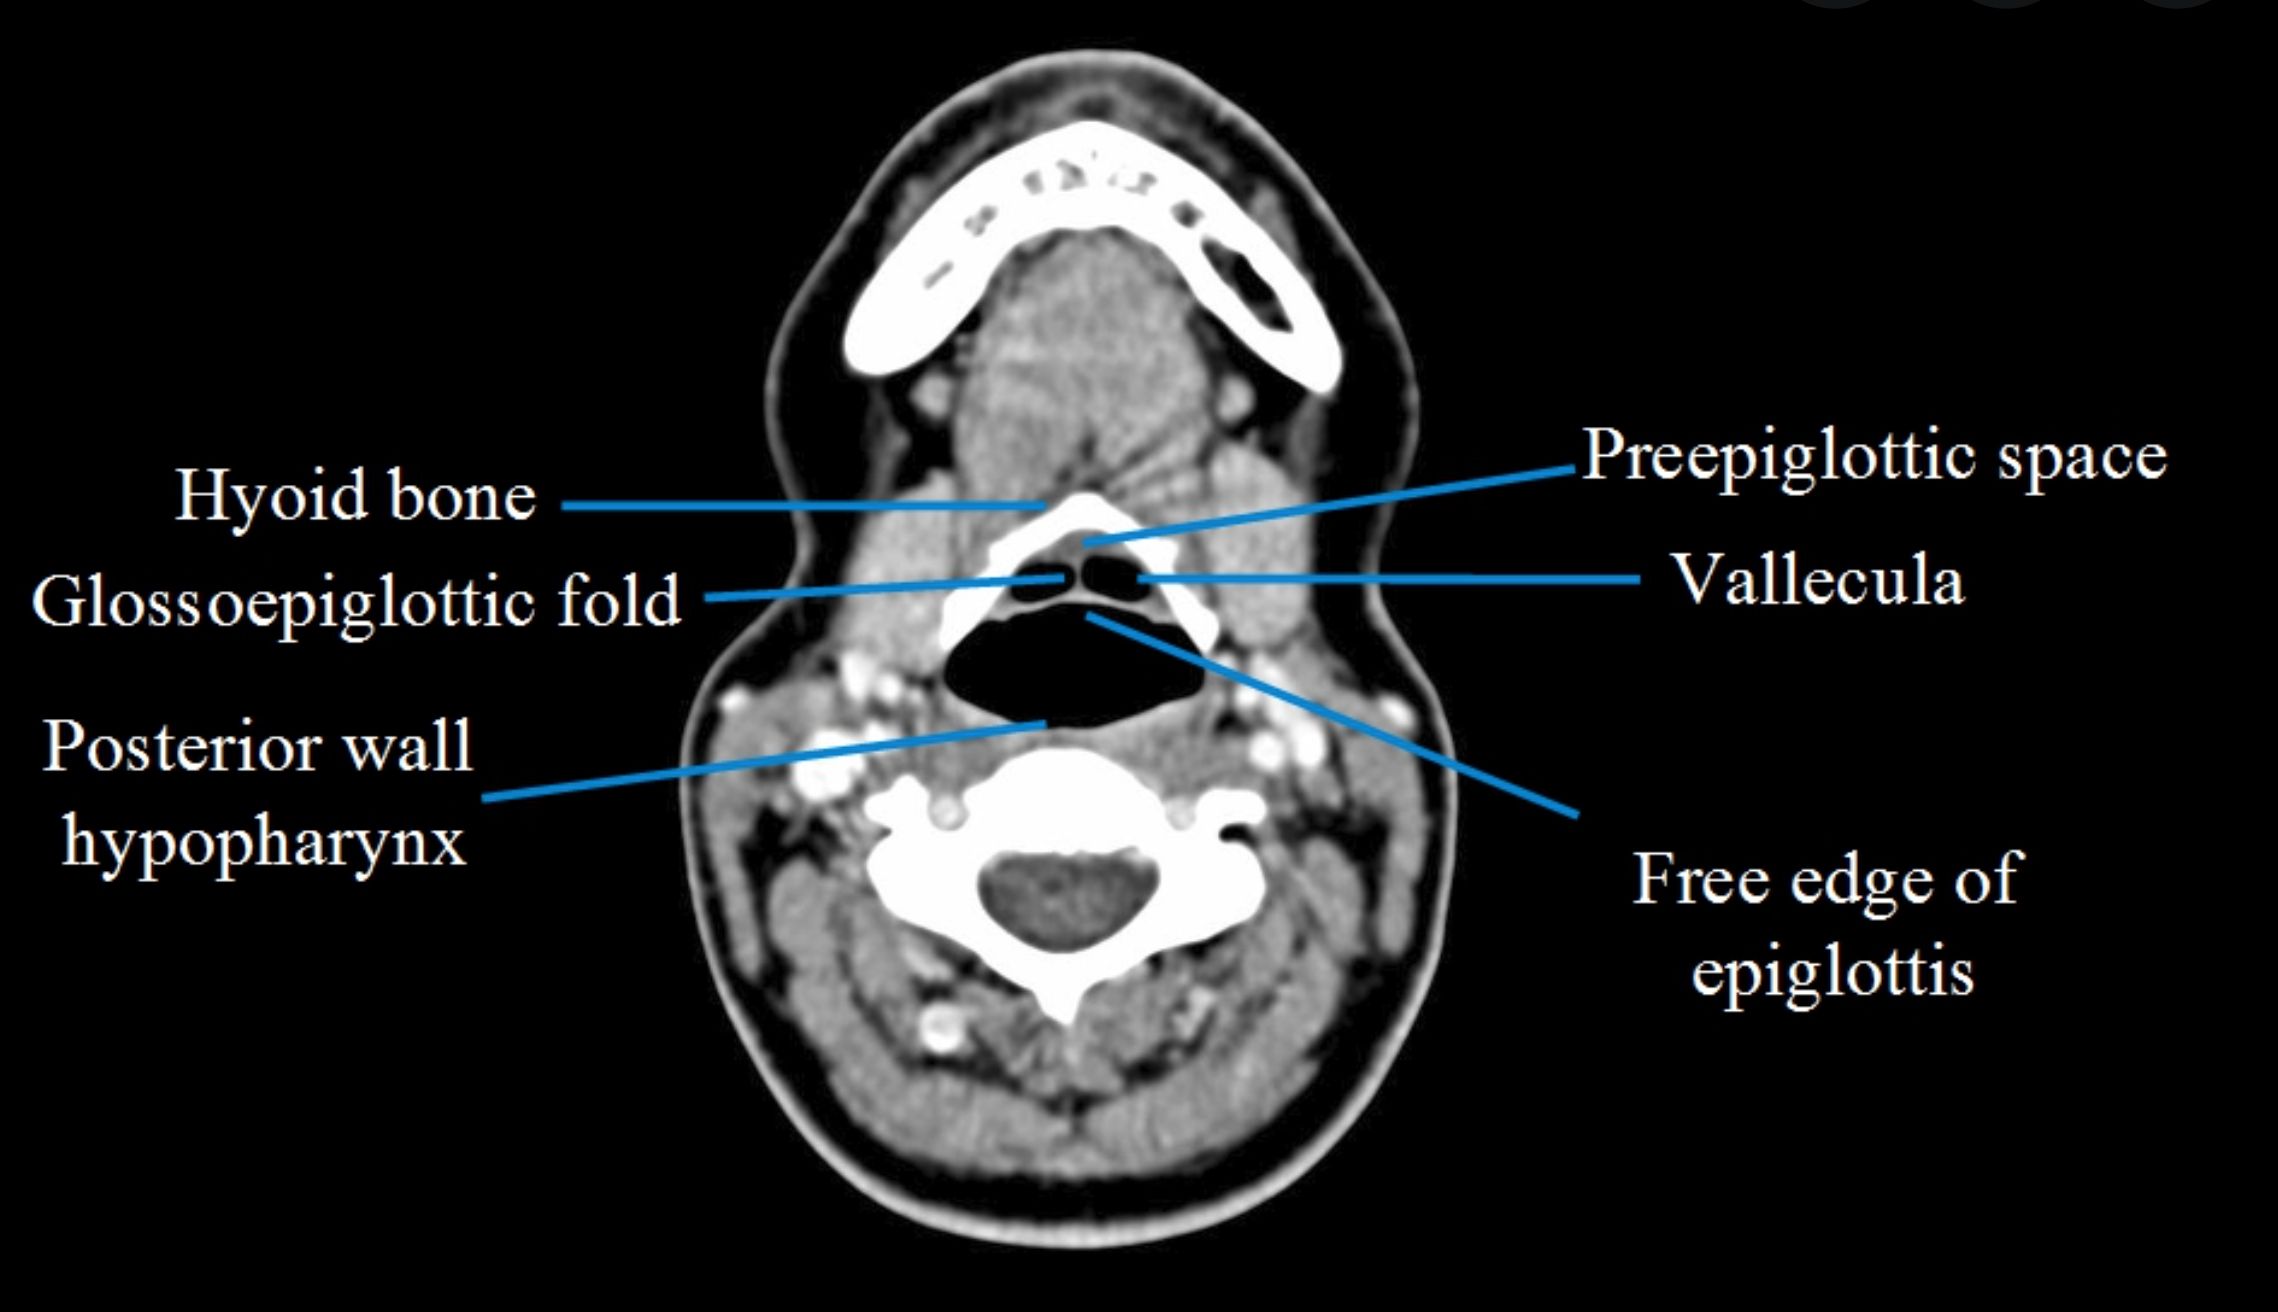 Hyoid bone
Glossoepiglottic fold
Posterior wall
hypopharynx
Preepiglottic space
Vallecula
Free edge of
epiglottis